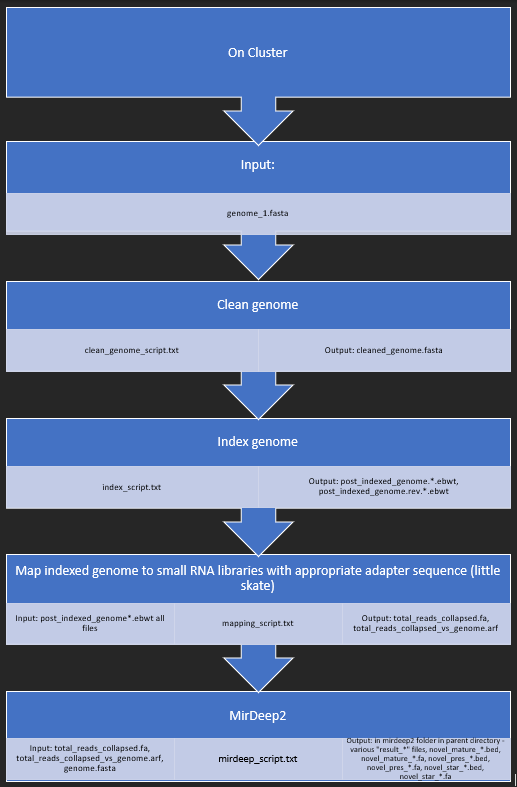 On Cluster
Input:
genome_1.fasta
Clean genome
clean_genome_script.txt
Output: cleaned_genome.fasta
Index genome
index_script.txt
Output: post_indexed_genome.*.ebwt,
post_indexed_genome.rev.*.ebwt
Map indexed genome to small RNA libraries with appropriate adapter sequence (little
skate)
Input: post_indexed_genome*.ebwt all
files
mapping_script.txt
Output: total_reads_collapsed.fa,
total_reads_collapsed_vs_genome.arf
MirDeep2
Input: total_reads_collapsed.fa,
total_reads_collapsed_vs_genome.arf,
genome.fasta
mirdeep_script.txt
Output: in mirdeep2 folder in parent directory -
various "result_*" files, novel_mature_*.bed,
novel_mature_*.fa, novel_pres_*.bed,
novel_pres_*.fa, novel_star_*.bed,
novel_star_*.fa